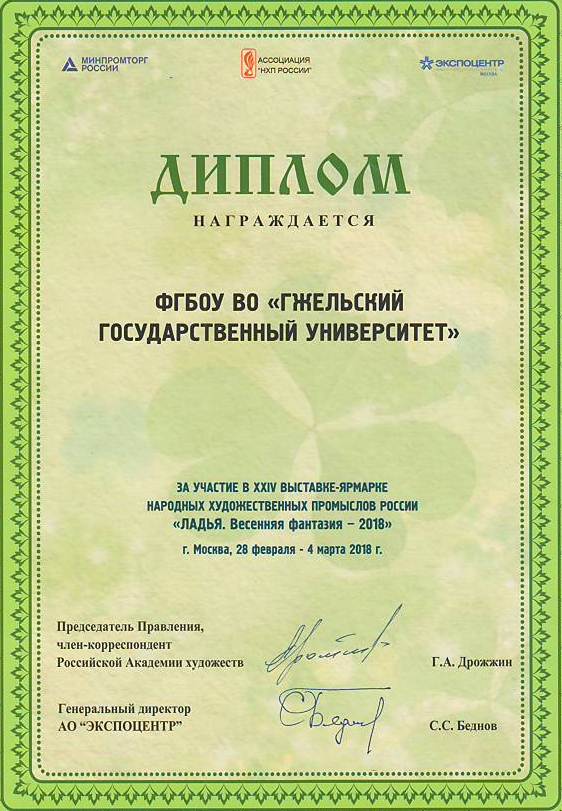 МИНПРОМТОРГ
РОССИИ
АССОЦИАЦИЯ
"НХП РОССИИ"
ЭКСПОЦЕНТР
МОСКВА
ДИПЛОМ
НАГРАЖДАЕТСЯ
ФГБОУ ВО «ГЖЕЛЬСКИЙ
ГОСУДАРСТВЕННЫЙ УНИВЕРСИТЕТ»
ЗА УЧАСТИЕ В XXIV ВЫСТАВКЕ-ЯРМАРКЕ
НАРОДНЫХ ХУДОЖЕСТВЕННЫХ ПРОМЫСЛОВ РОССИИ
«ЛАДЬЯ. Весенняя фантазия – 2018»
г. Москва, 28 февраля - 4 марта 2018 г.
Председатель Правления,
член-корреспондент
Российской Академии художеств
Г.А. Дрожжин
Генеральный директор
АО “ЭКСПОЦЕНТР”
С.С. Беднов